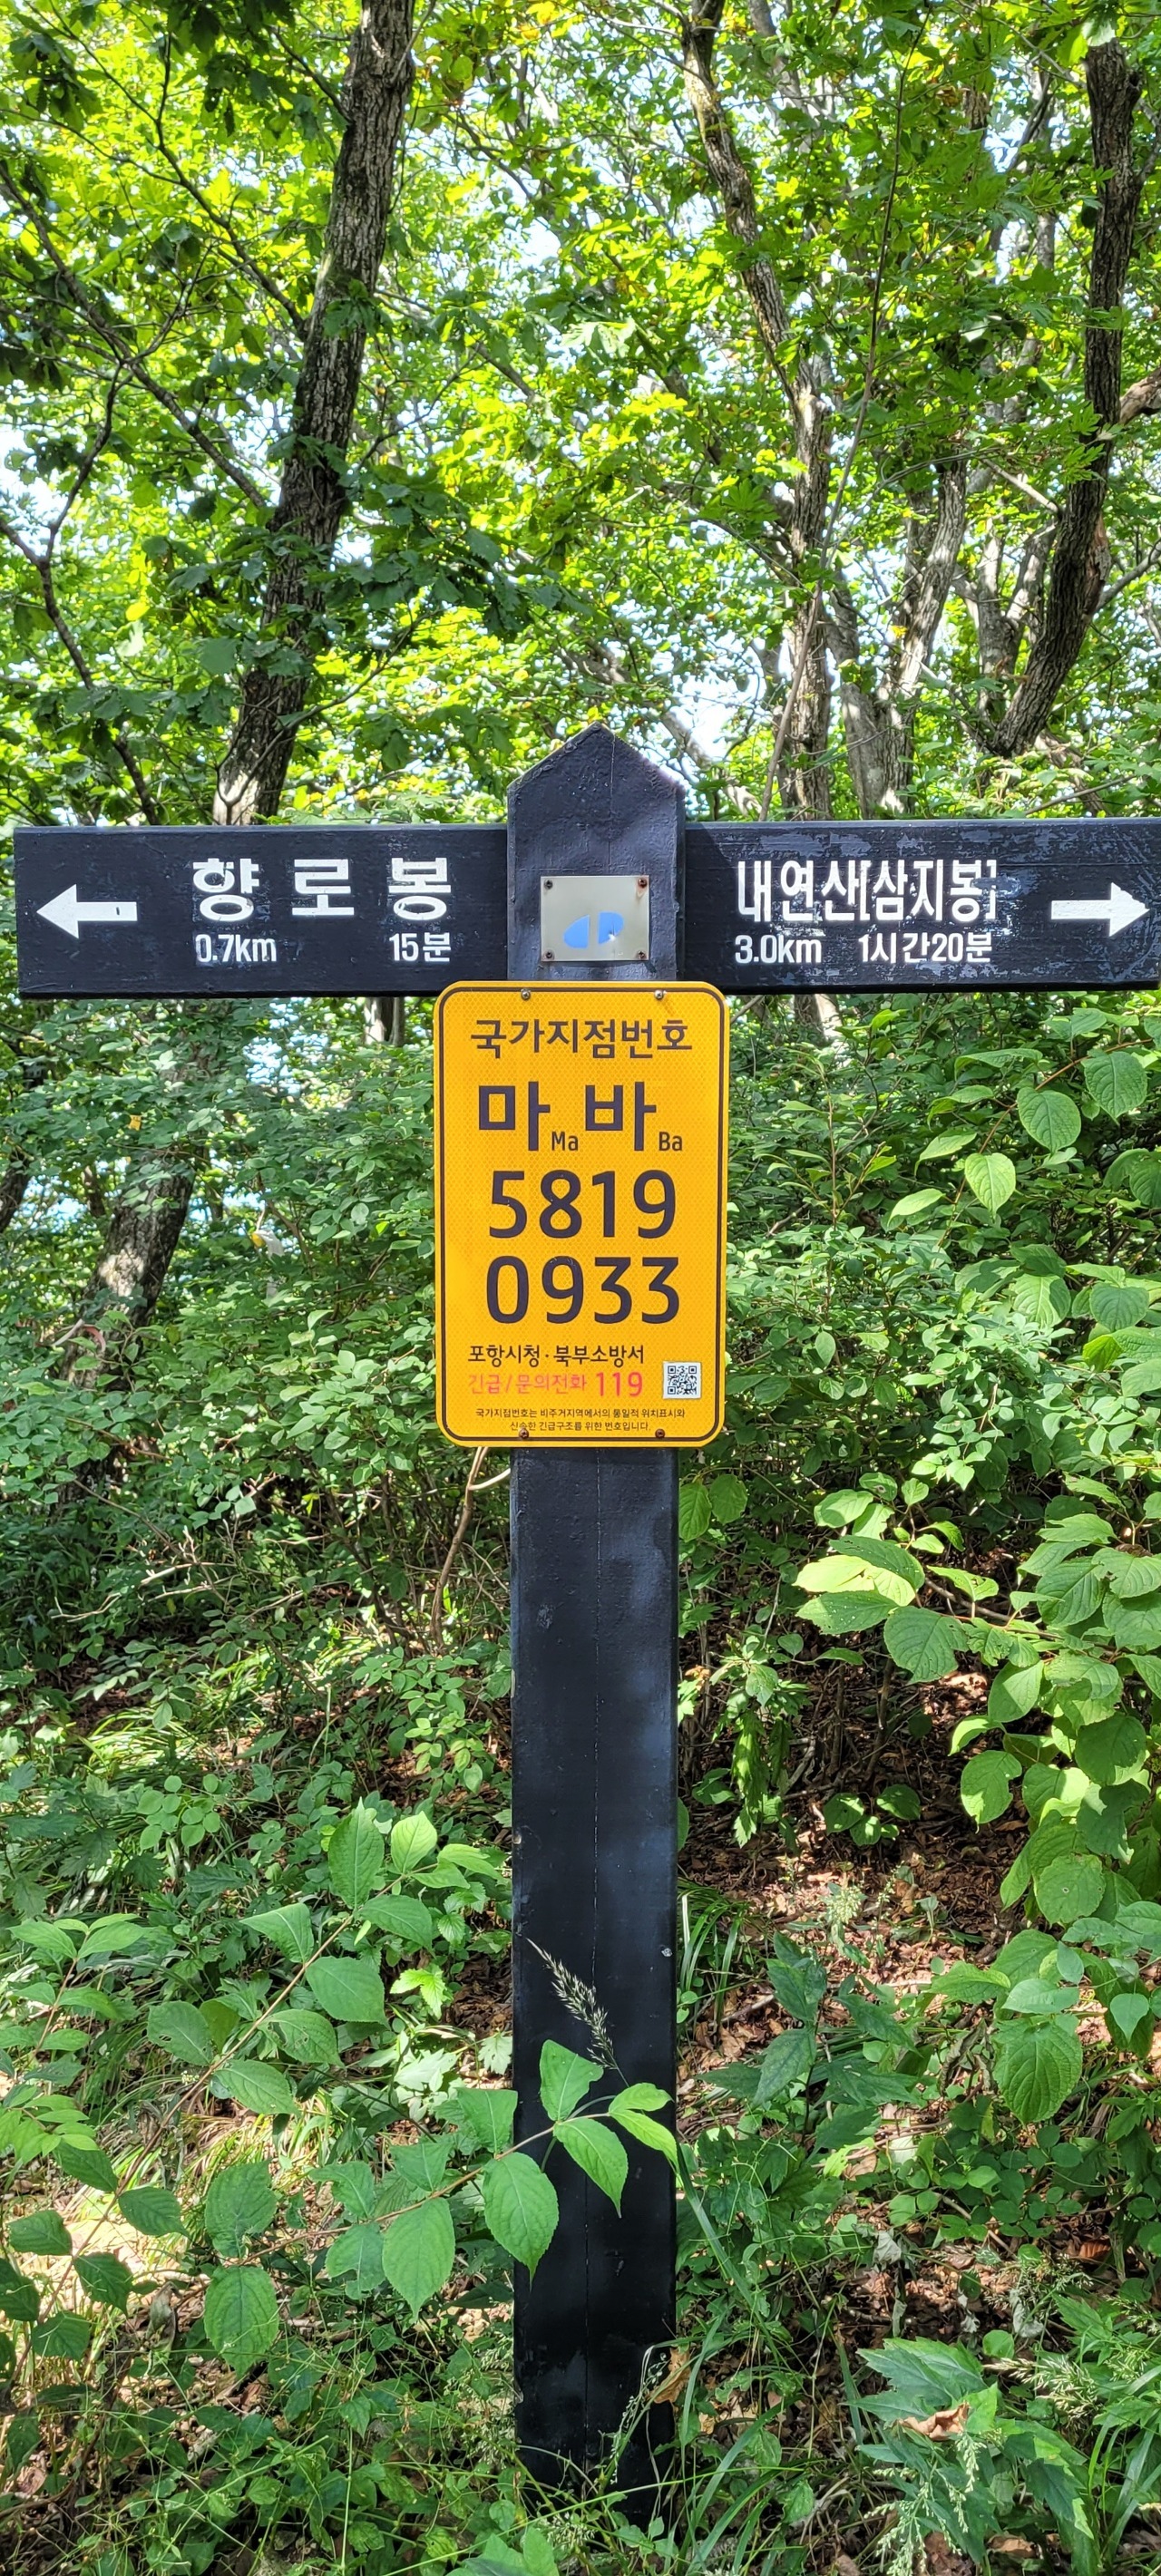 향로봉
0.7km 15분
내연산[삼지봉]
3.0km 1시간20분
국가지점번호
마Ma바Ba
5819
0933
포항시청·북부소방서
긴급/문의전화 119
국가지점번호는 비주거지역에서의 통일적 위치표시와
신속한 긴급구조를 위한 번호입니다.